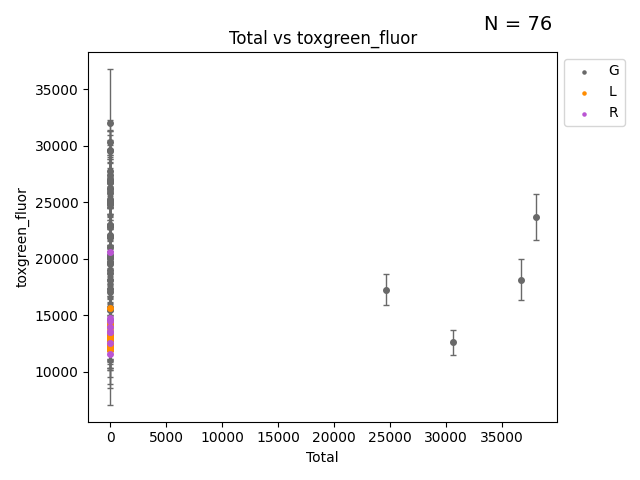 N = 76
Total vs toxgreen_fluor
G
L
R
toxgreen_fluor
35000
30000
25000
20000
15000
10000
0 5000 10000 15000 20000 25000 30000 35000
Total